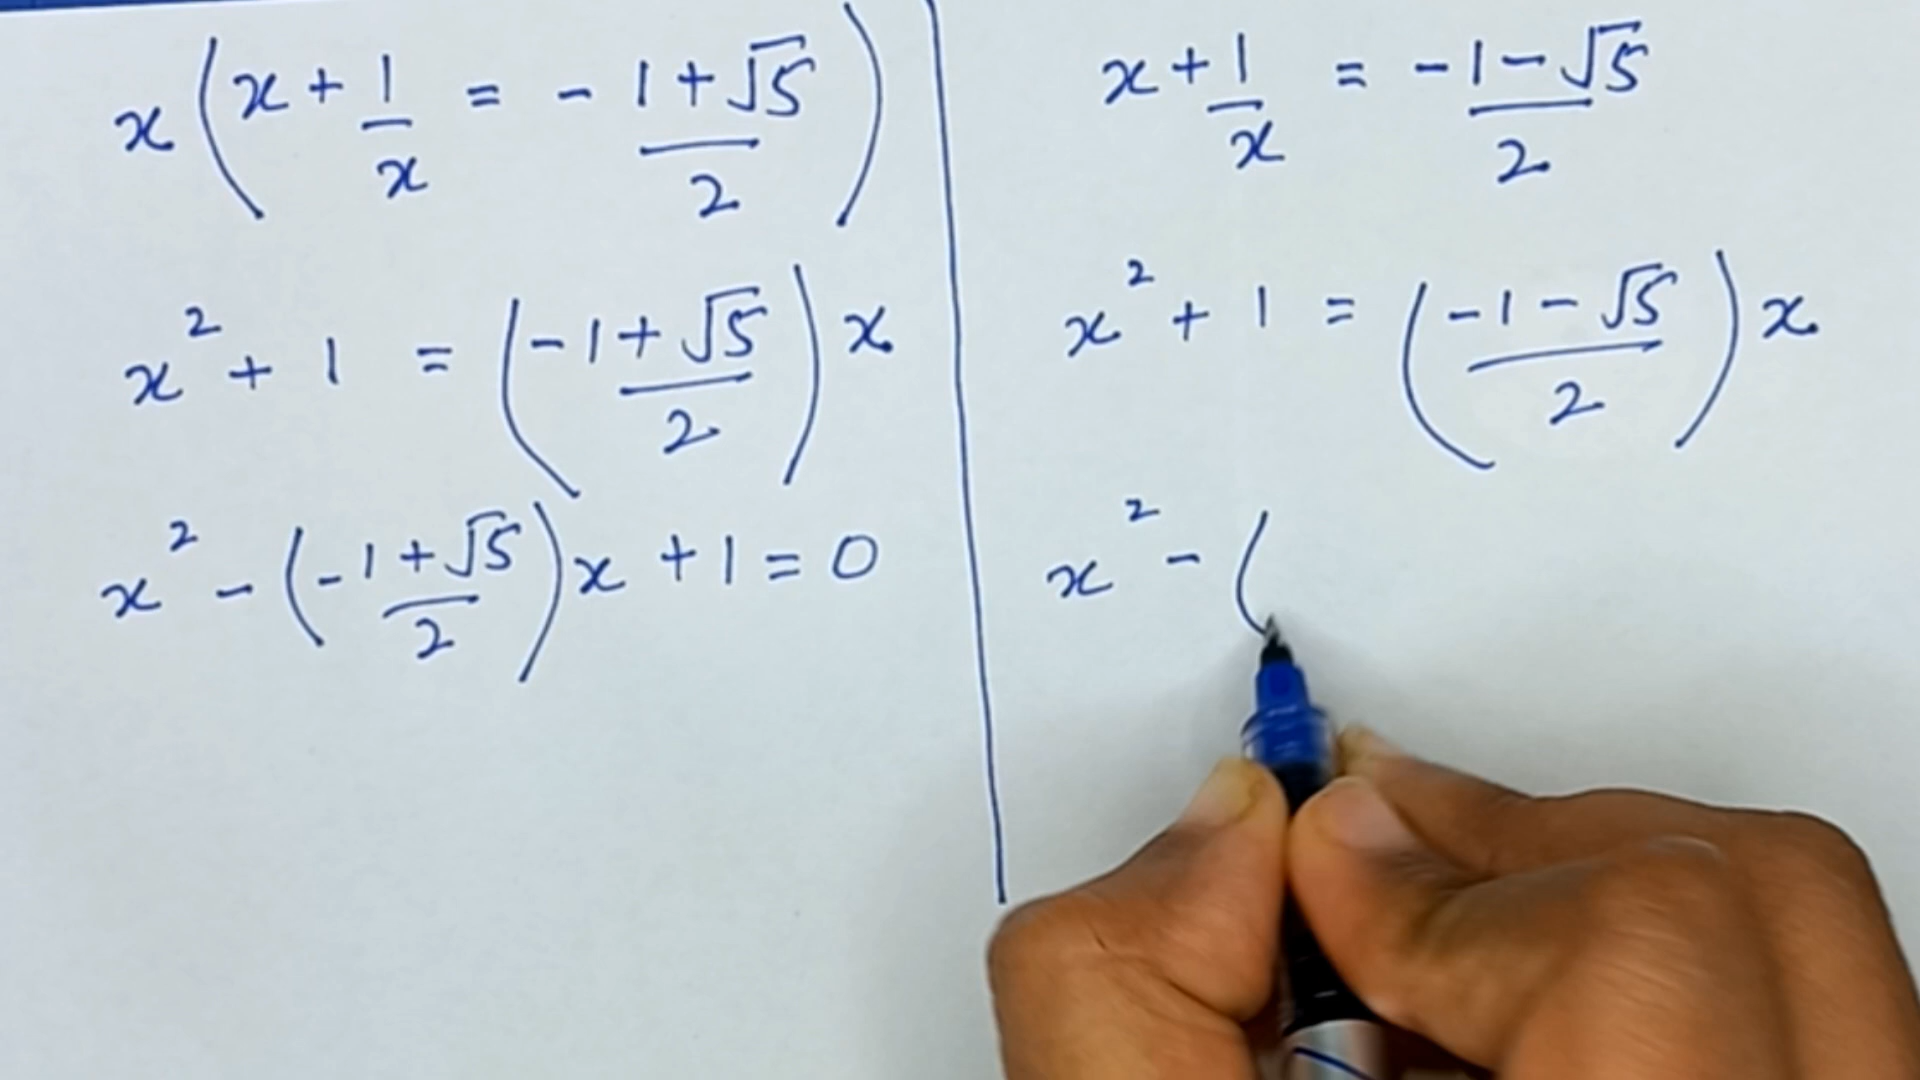 x(x + 1/x = -1+√5/2)
x² + 1 = (-1+√5/2)x
x² - (-1+√5/2)x + 1 = 0
x + 1/x = -1-√5/2
x² + 1 = (-1-√5/2)x
x² - (